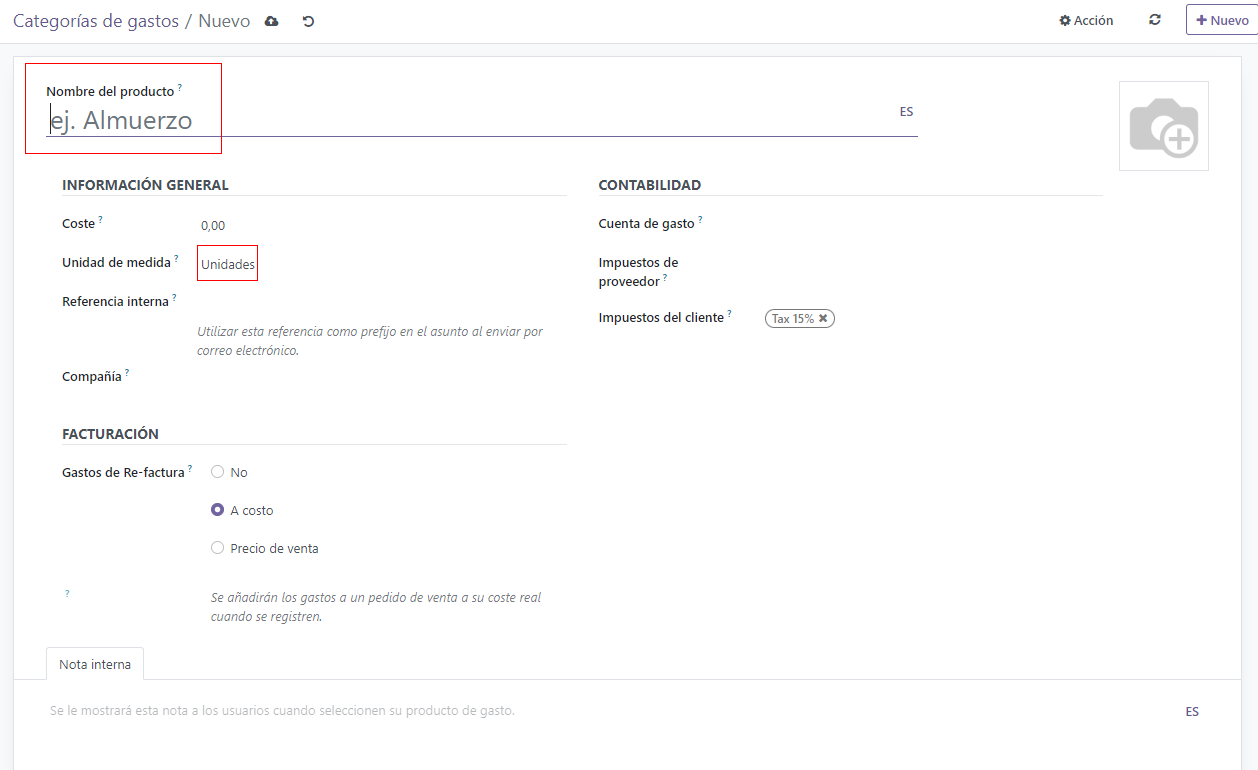 Categorías de gastos / Nuevo
Acción
Nuevo
Nombre del producto ?
ej. Almuerzo
ES
INFORMACIÓN GENERAL
Coste ?
0,00
Unidad de medida ?
Unidades
Referencia interna ?
Utilizar esta referencia como prefijo en el asunto al enviar por
correo electrónico.
Compañía ?
CONTABILIDAD
Cuenta de gasto ?
Impuestos de
proveedor ?
Impuestos del cliente ?
Tax 15% ✖
FACTURACIÓN
Gastos de Re-factura ?
No
A costo
Precio de venta
?
Se añadirán los gastos a un pedido de venta a su coste real
cuando se registren.
Nota interna
Se le mostrará esta nota a los usuarios cuando seleccionen su producto de gasto.
ES